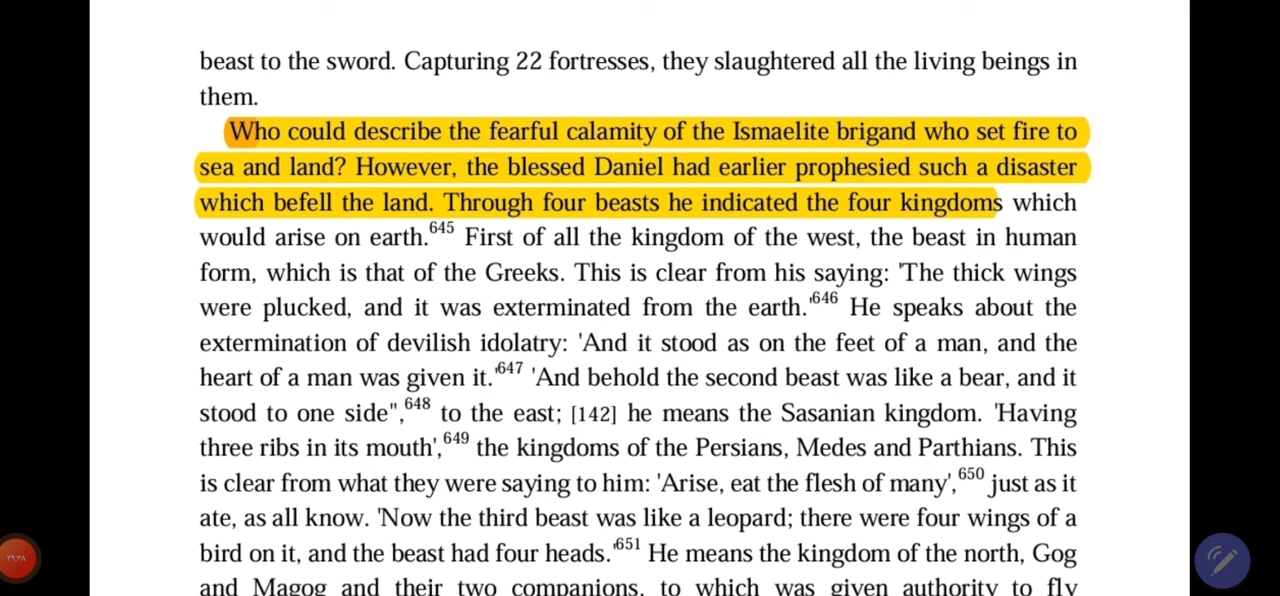 beast to the sword. Capturing 22 fortresses, they slaughtered all the living beings in
them.
Who could describe the fearful calamity of the Ismaelite brigand who set fire to
sea and land? However, the blessed Daniel had earlier prophesied such a disaster
which befell the land. Through four beasts he indicated the four kingdoms which
would arise on earth.645 First of all the kingdom of the west, the beast in human
form, which is that of the Greeks. This is clear from his saying: 'The thick wings
were plucked, and it was exterminated from the earth.'646 He speaks about the
extermination of devilish idolatry: 'And it stood as on the feet of a man, and the
heart of a man was given it.'647 'And behold the second beast was like a bear, and it
stood to one side",648 to the east; [142] he means the Sasanian kingdom. 'Having
three ribs in its mouth',649 the kingdoms of the Persians, Medes and Parthians. This
is clear from what they were saying to him: 'Arise, eat the flesh of many',650 just as it
ate, as all know. 'Now the third beast was like a leopard; there were four wings of a
bird on it, and the beast had four heads.'651 He means the kingdom of the north, Gog
and Magog and their two companions, to which was given authority to fly